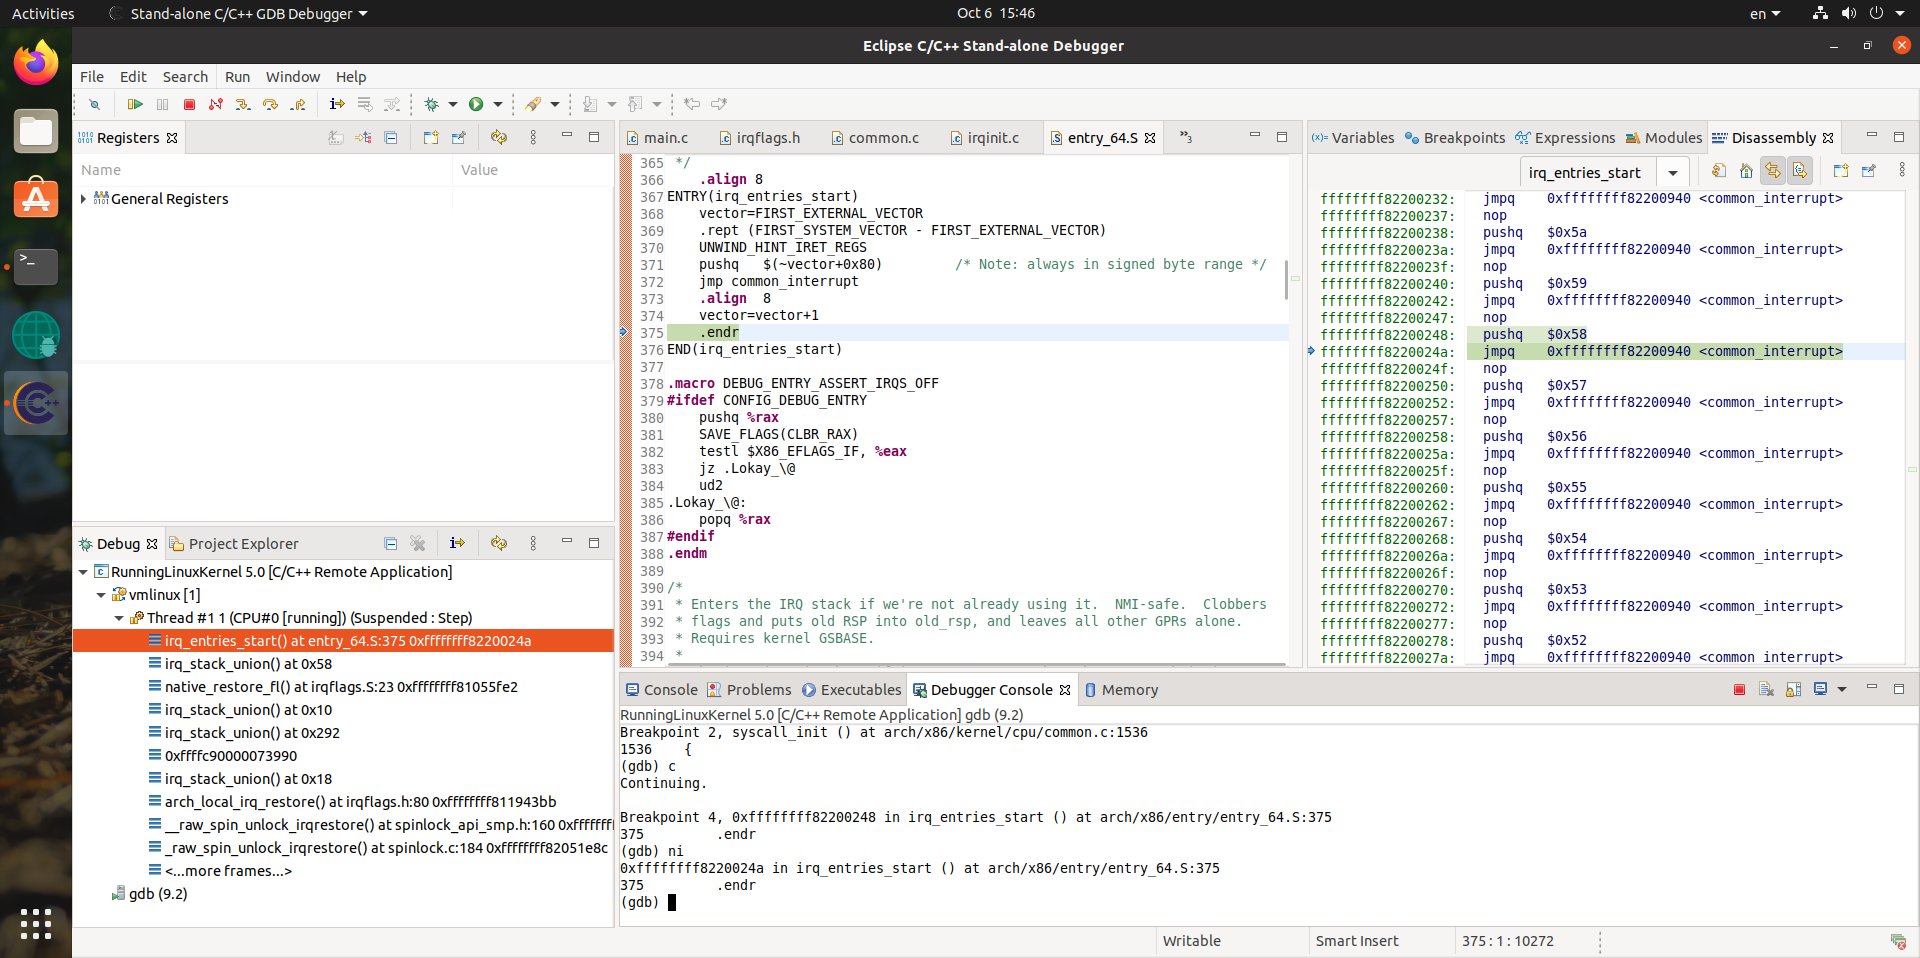 Activities
Stand-alone C/C++ GDB Debugger
Oct 6 15:46
en
Eclipse C/C++ Stand-alone Debugger
File Edit Search Run Window Help
Registers
Name Value
General Registers
Debug Project Explorer
RunningLinuxKernel 5.0 [C/C++ Remote Application]
vmlinux [1]
Thread #1 1 (CPU#0 [running]) (Suspended : Step)
irq_entries_start() at entry_64.S:375 0xffffffff8220024a
irq_stack_union() at 0x58
native_restore_fl() at irqflags.S:23 0xffffffff81055fe2
irq_stack_union() at 0x10
irq_stack_union() at 0x292
0xffffc90000073990
irq_stack_union() at 0x18
arch_local_irq_restore() at irqflags.h:80 0xffffffff811943bb
__raw_spin_unlock_irqrestore() at spinlock_api_smp.h:160 0xfffffff
_raw_spin_unlock_irqrestore() at spinlock.c:184 0xffffffff82051e8c
<...more frames...>
gdb (9.2)
main.c irqflags.h common.c irqinit.c entry_64.S »3
365 */
366 .align 8
367 ENTRY(irq_entries_start)
368 vector=FIRST_EXTERNAL_VECTOR
369 .rept (FIRST_SYSTEM_VECTOR - FIRST_EXTERNAL_VECTOR)
370 UNWIND_HINT_IRET_REGS
371 pushq $(~vector+0x80) /* Note: always in signed byte range */
372 jmp common_interrupt
373 .align 8
374 vector=vector+1
375 .endr
376 END(irq_entries_start)
377
378 .macro DEBUG_ENTRY_ASSERT_IRQS_OFF
379 #ifdef CONFIG_DEBUG_ENTRY
380 pushq %rax
381 SAVE_FLAGS(CLBR_RAX)
382 testl $X86_EFLAGS_IF, %eax
383 jz .Lokay_\@
384 ud2
385 .Lokay_\@:
386 popq %rax
387 #endif
388 .endm
389
390 /*
391 * Enters the IRQ stack if we're not already using it. NMI-safe. Clobbers
392 * flags and puts old RSP into old_rsp, and leaves all other GPRs alone.
393 * Requires kernel GSBASE.
394 *
Variables Breakpoints Expressions Modules Disassembly
irq_entries_start
ffffffff82200232: jmpq 0xffffffff82200940 <common_interrupt>
ffffffff82200237: nop
ffffffff82200238: pushq $0x5a
ffffffff8220023a: jmpq 0xffffffff82200940 <common_interrupt>
ffffffff8220023f: nop
ffffffff82200240: pushq $0x59
ffffffff82200242: jmpq 0xffffffff82200940 <common_interrupt>
ffffffff82200247: nop
ffffffff82200248: pushq $0x58
ffffffff8220024a: jmpq 0xffffffff82200940 <common_interrupt>
ffffffff8220024f: nop
ffffffff82200250: pushq $0x57
ffffffff82200252: jmpq 0xffffffff82200940 <common_interrupt>
ffffffff82200257: nop
ffffffff82200258: pushq $0x56
ffffffff8220025a: jmpq 0xffffffff82200940 <common_interrupt>
ffffffff8220025f: nop
ffffffff82200260: pushq $0x55
ffffffff82200262: jmpq 0xffffffff82200940 <common_interrupt>
ffffffff82200267: nop
ffffffff82200268: pushq $0x54
ffffffff8220026a: jmpq 0xffffffff82200940 <common_interrupt>
ffffffff8220026f: nop
ffffffff82200270: pushq $0x53
ffffffff82200272: jmpq 0xffffffff82200940 <common_interrupt>
ffffffff82200277: nop
ffffffff82200278: pushq $0x52
ffffffff8220027a: jmpq 0xffffffff82200940 <common_interrupt>
Console Problems Executables Debugger Console Memory
RunningLinuxKernel 5.0 [C/C++ Remote Application] gdb (9.2)
Breakpoint 2, syscall_init () at arch/x86/kernel/cpu/common.c:1536
1536 {
(gdb) c
Continuing.
Breakpoint 4, 0xffffffff82200248 in irq_entries_start () at arch/x86/entry/entry_64.S:375
375 .endr
(gdb) ni
0xffffffff8220024a in irq_entries_start () at arch/x86/entry/entry_64.S:375
375 .endr
(gdb)
Writable Smart Insert 375 : 1 : 10272